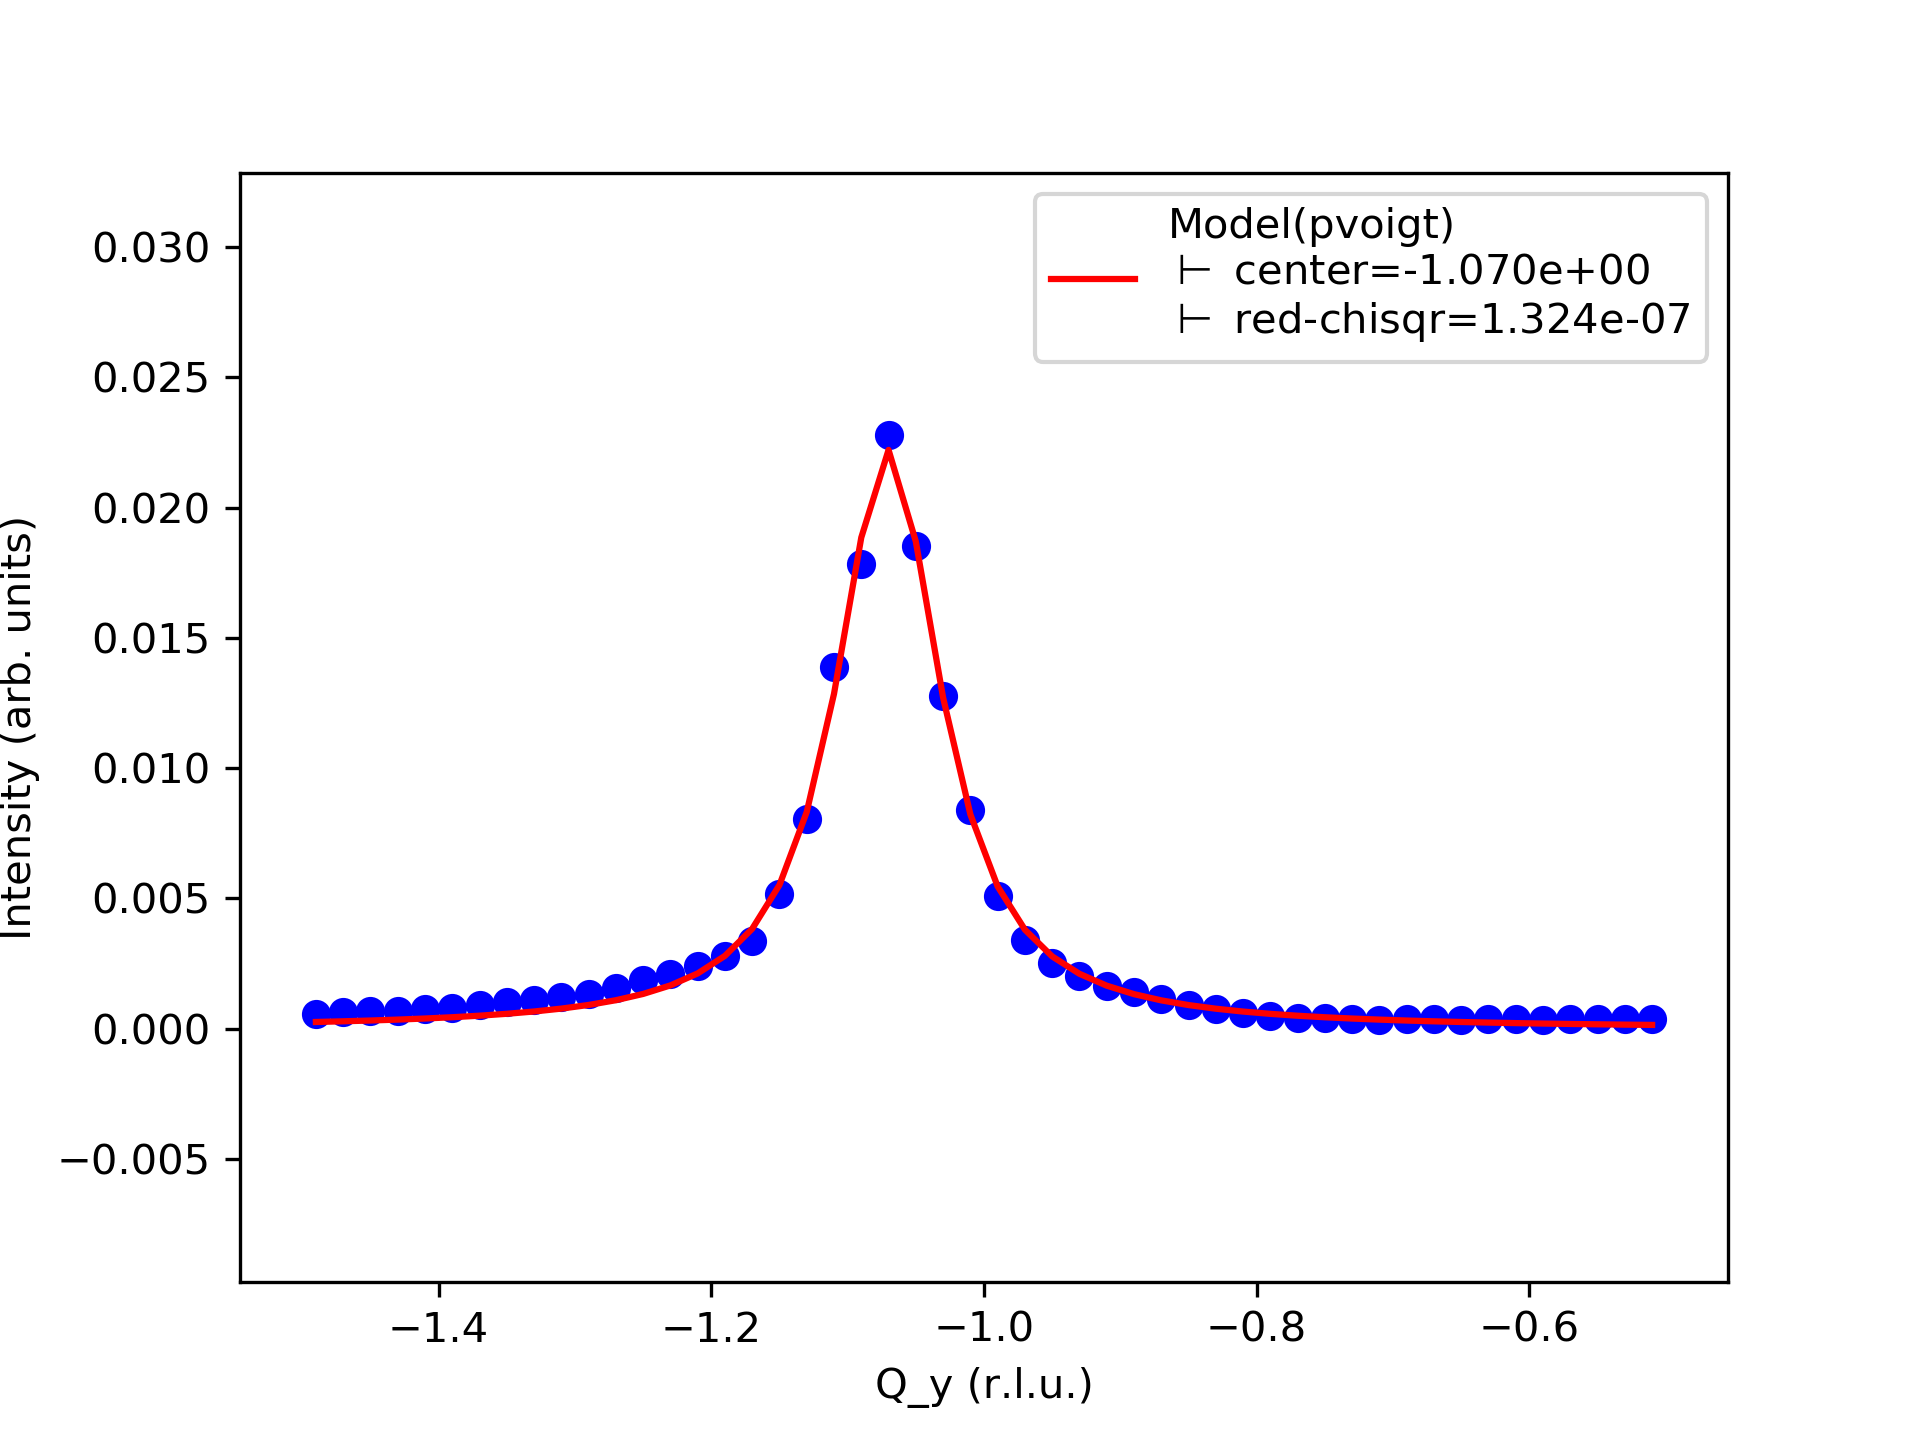 Model(pvoigt)
⊢ center=-1.070e+00
⊢ red-chisqr=1.324e-07
0.030
0.025
0.020
0.015
0.010
0.005
0.000
−0.005
Intensity (arb. units)
−1.4 −1.2 −1.0 −0.8 −0.6
Q_y (r.l.u.)